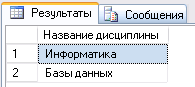 Результаты Сообщения
Название дисциплины
1 Информатика
2 Базы данных